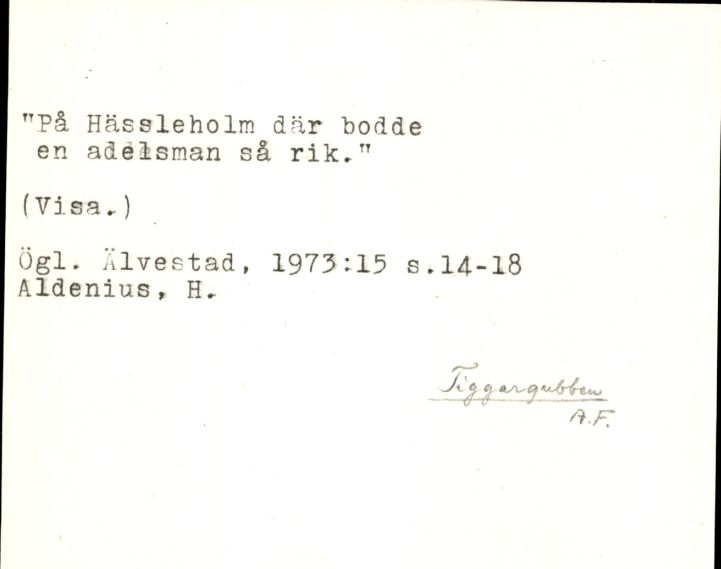 "På Hässleholm där bodde
en adelsman så rik."
(Visa.)
Ögl. Älvestad, 1973:15 s.14-18
Aldenius, H.
Tiggargubben
A.F.